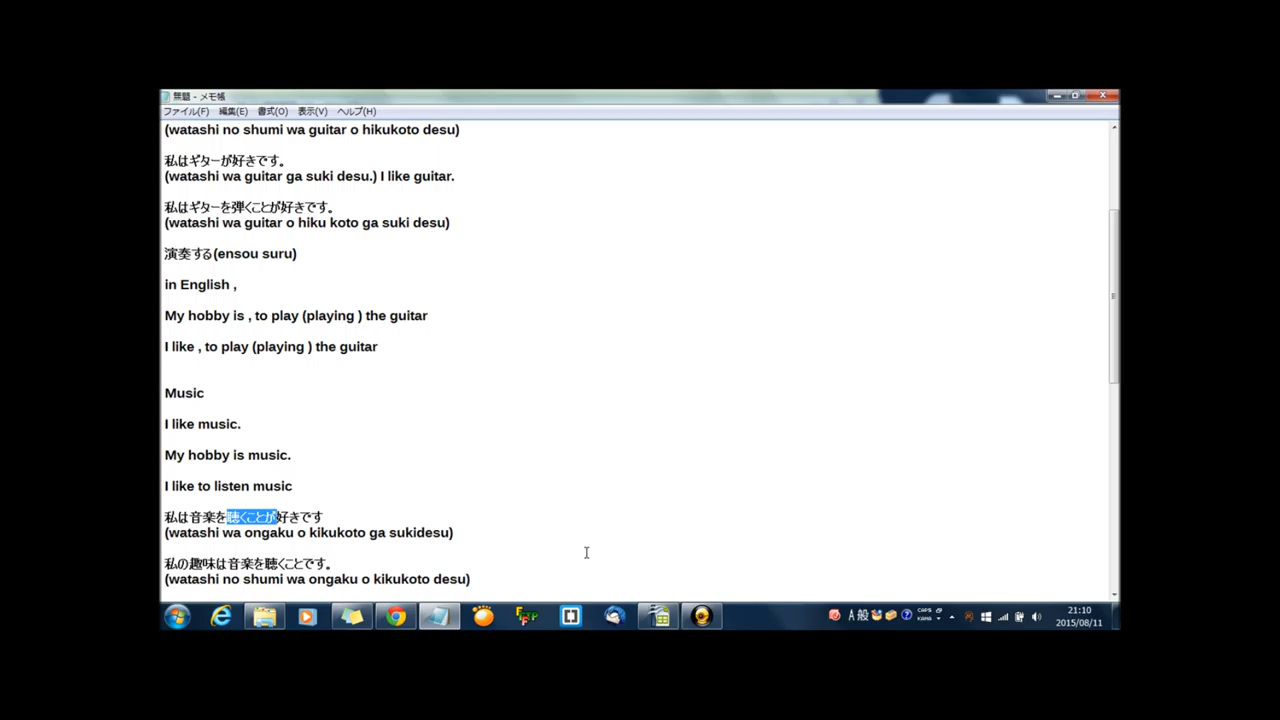 無題 - メモ帳
ファイル(F) 編集(E) 書式(O) 表示(V) ヘルプ(H)
(watashi no shumi wa guitar o hikukoto desu)
私はギターが好きです。
(watashi wa guitar ga suki desu.) I like guitar.
私はギターを弾くことが好きです。
(watashi wa guitar o hiku koto ga suki desu)
演奏する(ensou suru)
in English ,
My hobby is , to play (playing ) the guitar
I like , to play (playing ) the guitar
Music
I like music.
My hobby is music.
I like to listen music
私は音楽を聴くことが好きです
(watashi wa ongaku o kikukoto ga sukidesu)
私の趣味は音楽を聴くことです。
(watashi no shumi wa ongaku o kikukoto desu)
A 般 CAPS
KANA
21:10
2015/08/11